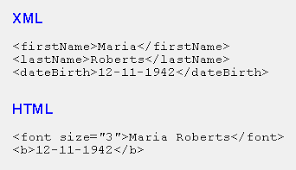 XML
<firstName>Maria</firstName>
<lastName>Roberts</lastName>
<dateBirth>12-11-1942</dateBirth>
HTML
<font size="3">Maria Roberts</font>
<b>12-11-1942</b>